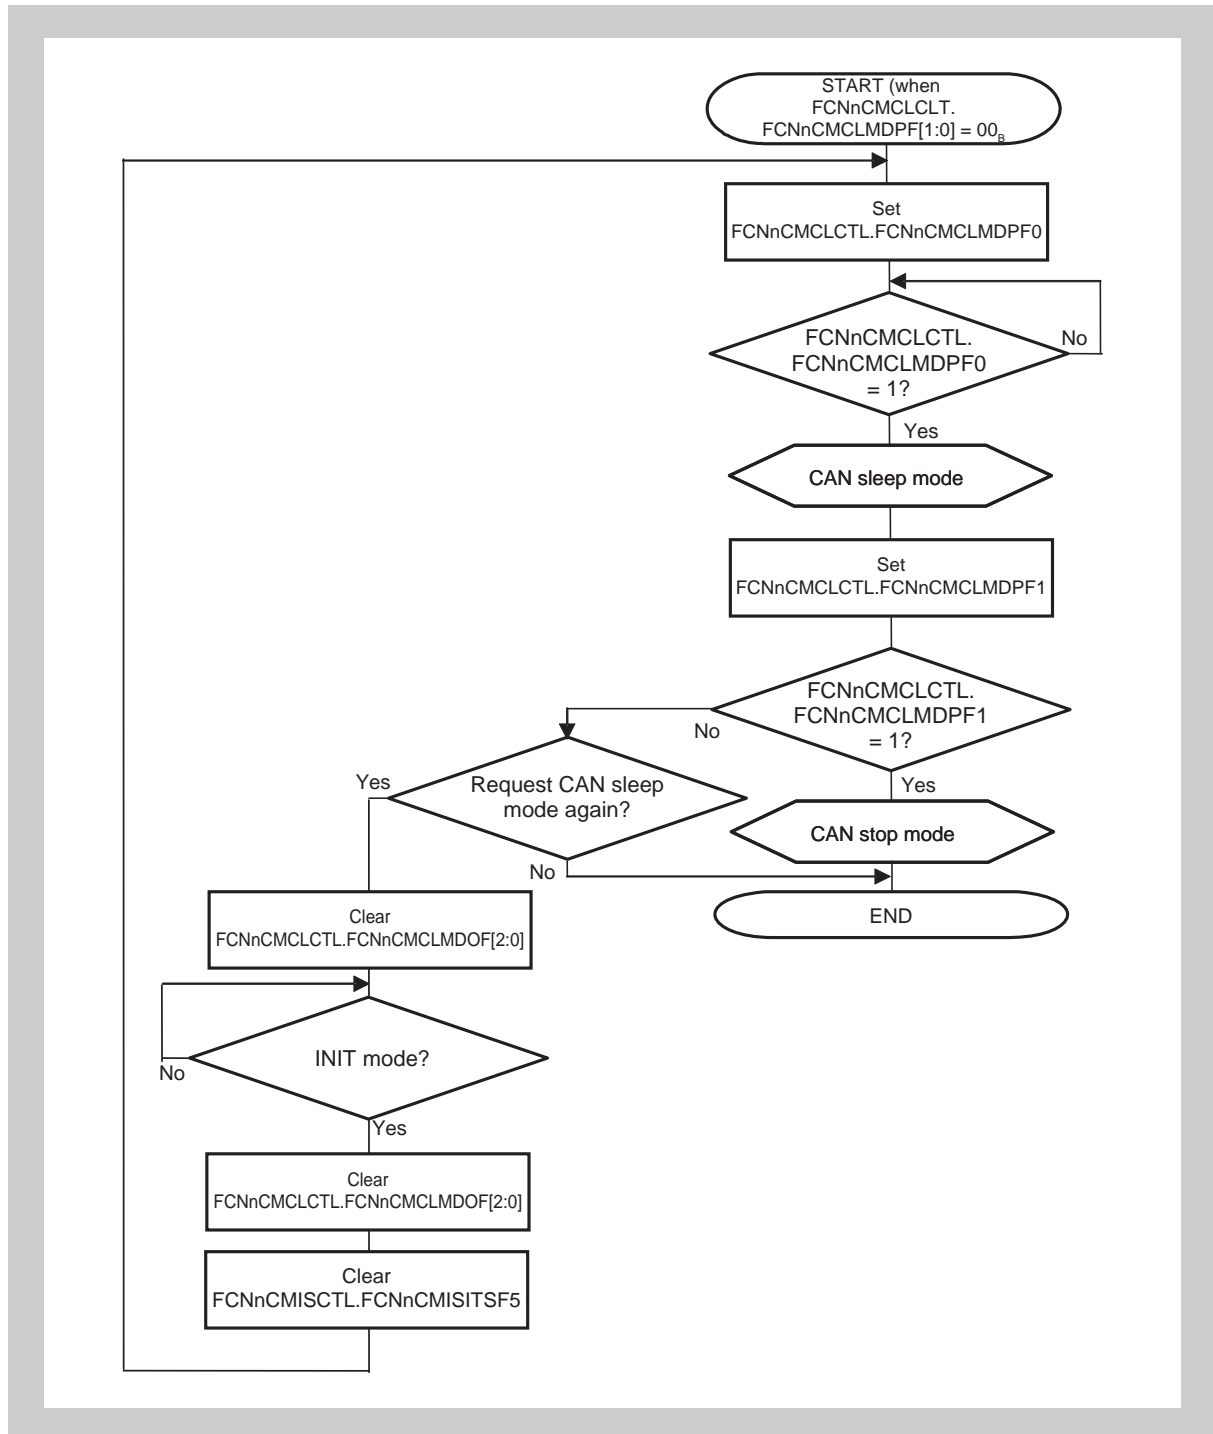 START (when
FCNnCMCLCLT.
FCNnCMCLMDPF[1:0] = 00B
Set
FCNnCMCLCTL.FCNnCMCLMDPF0
FCNnCMCLCTL.
FCNnCMCLMDPF0
= 1?
No
Yes
CAN sleep mode
Set
FCNnCMCLCTL.FCNnCMCLMDPF1
FCNnCMCLCTL.
FCNnCMCLMDPF1
= 1?
No
Yes
Request CAN sleep
mode again?
Yes
No
CAN stop mode
END
Clear
FCNnCMCLCTL.FCNnCMCLMDOF[2:0]
INIT mode?
No
Yes
Clear
FCNnCMCLCTL.FCNnCMCLMDOF[2:0]
Clear
FCNnCMISCTL.FCNnCMISITSF5